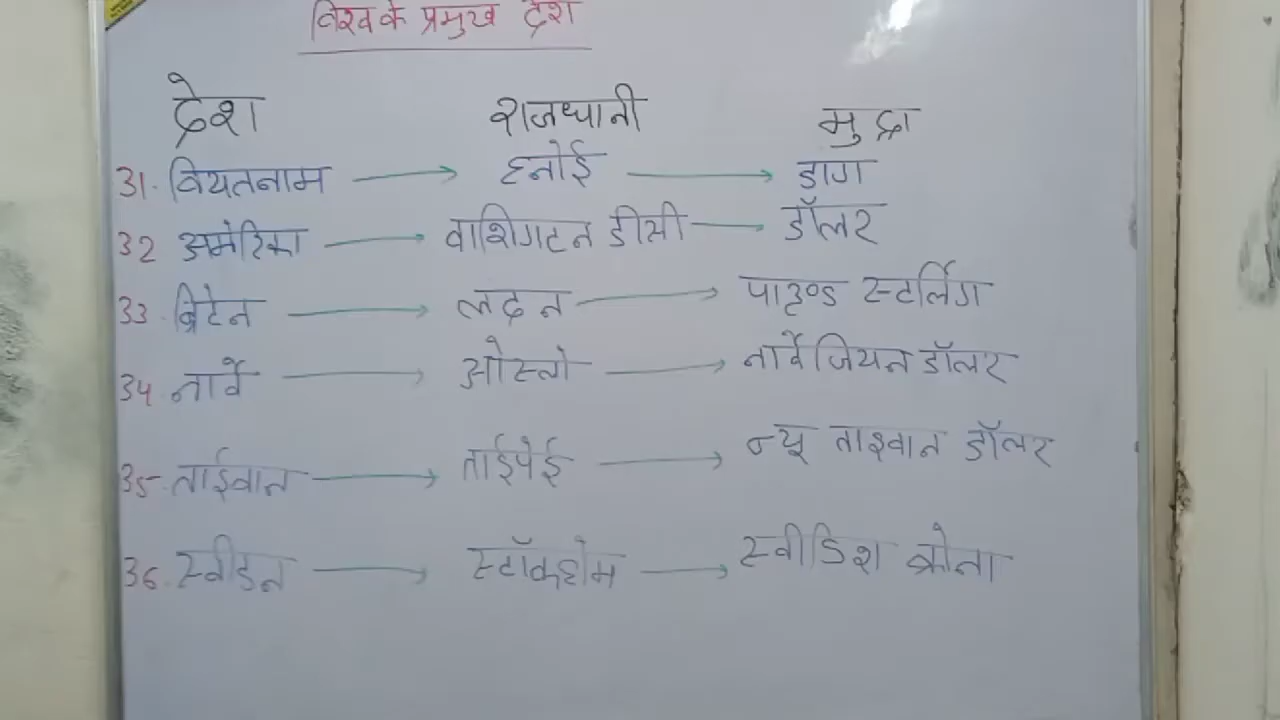 विश्व के प्रमुख देश
देश राजधानी मुद्रा
31. वियतनाम → हनोई → डाग
32 अमेरिका → वाशिगटन डीसी → डॉलर
33. ब्रिटेन → लदन → पाउण्ड स्टर्लिग
34. नार्वे → ओस्लो → नार्वेजियन डॉलर
35. ताईवान → ताईपेई → न्यू ताइवान डॉलर
36. स्वीडन → स्टॉकहोम → स्वीडिश क्रोना